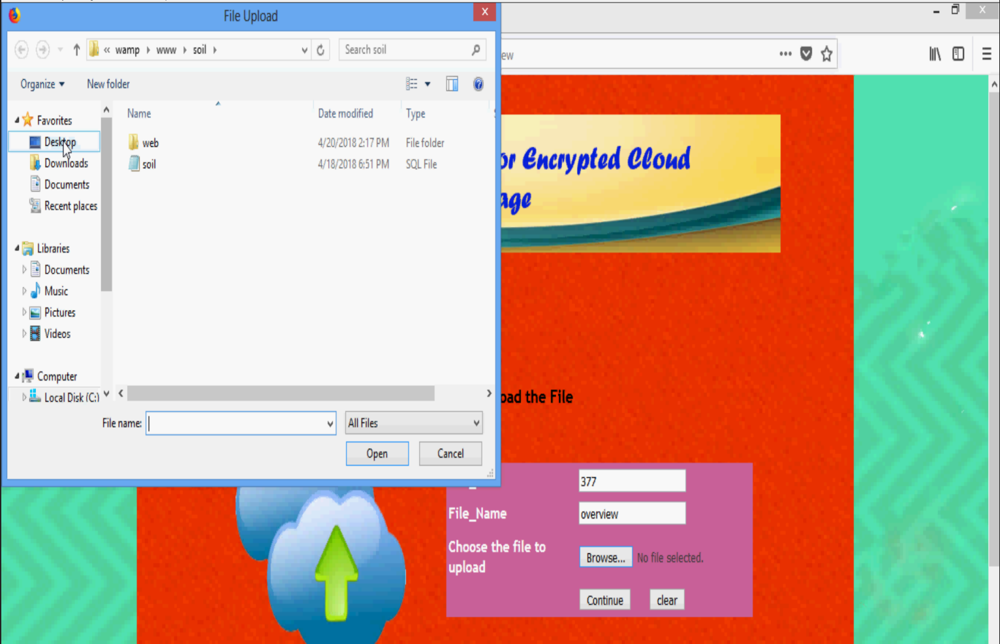 File Upload
x
« wamp › www › soil ›
Search soil
ew
Organize
New folder
Name
Date modified
Type
Favorites
Desktop
Downloads
Documents
Recent places
web
4/20/2018 2:17 PM
File folder
soil
4/18/2018 6:51 PM
SQL File
or Encrypted Cloud
age
Libraries
Documents
Music
Pictures
Videos
Computer
Local Disk (C:)
oad the File
File name:
All Files
Open
Cancel
377
File_Name
overview
Choose the file to
upload
Browse...
No file selected.
Continue
clear